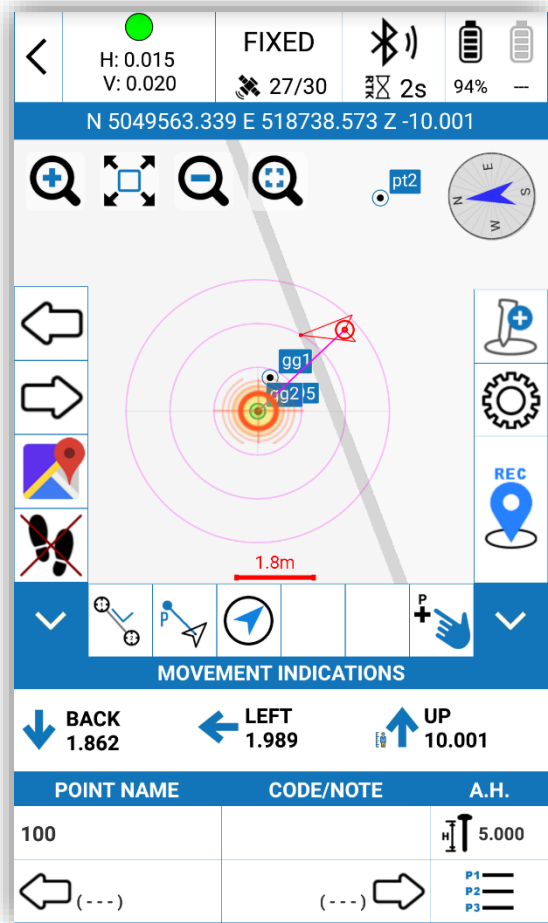 H: 0.015
V: 0.020
FIXED
27/30
RTK 2s
94%
---
N 5049563.339 E 518738.573 Z -10.001
pt2
E
N
S
W
gg1
gg2 95
REC
1.8m
P
P
+
MOVEMENT INDICATIONS
BACK
1.862
LEFT
1.989
UP
10.001
POINT NAME
CODE/NOTE
A.H.
100
H
5.000
(---)
(---)
P1
P2
P3